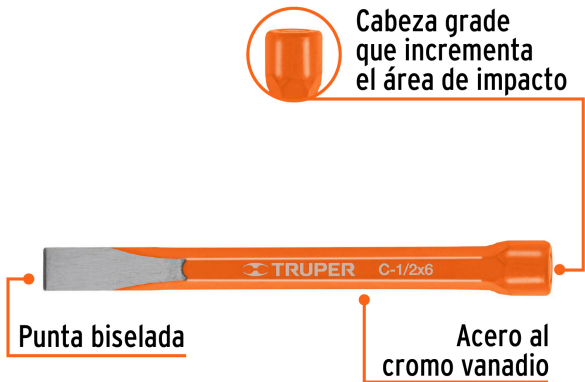 Cabeza grade
que incrementa
el área de impacto
TRUPER C-1/2x6
Punta biselada
Acero al
cromo vanadio